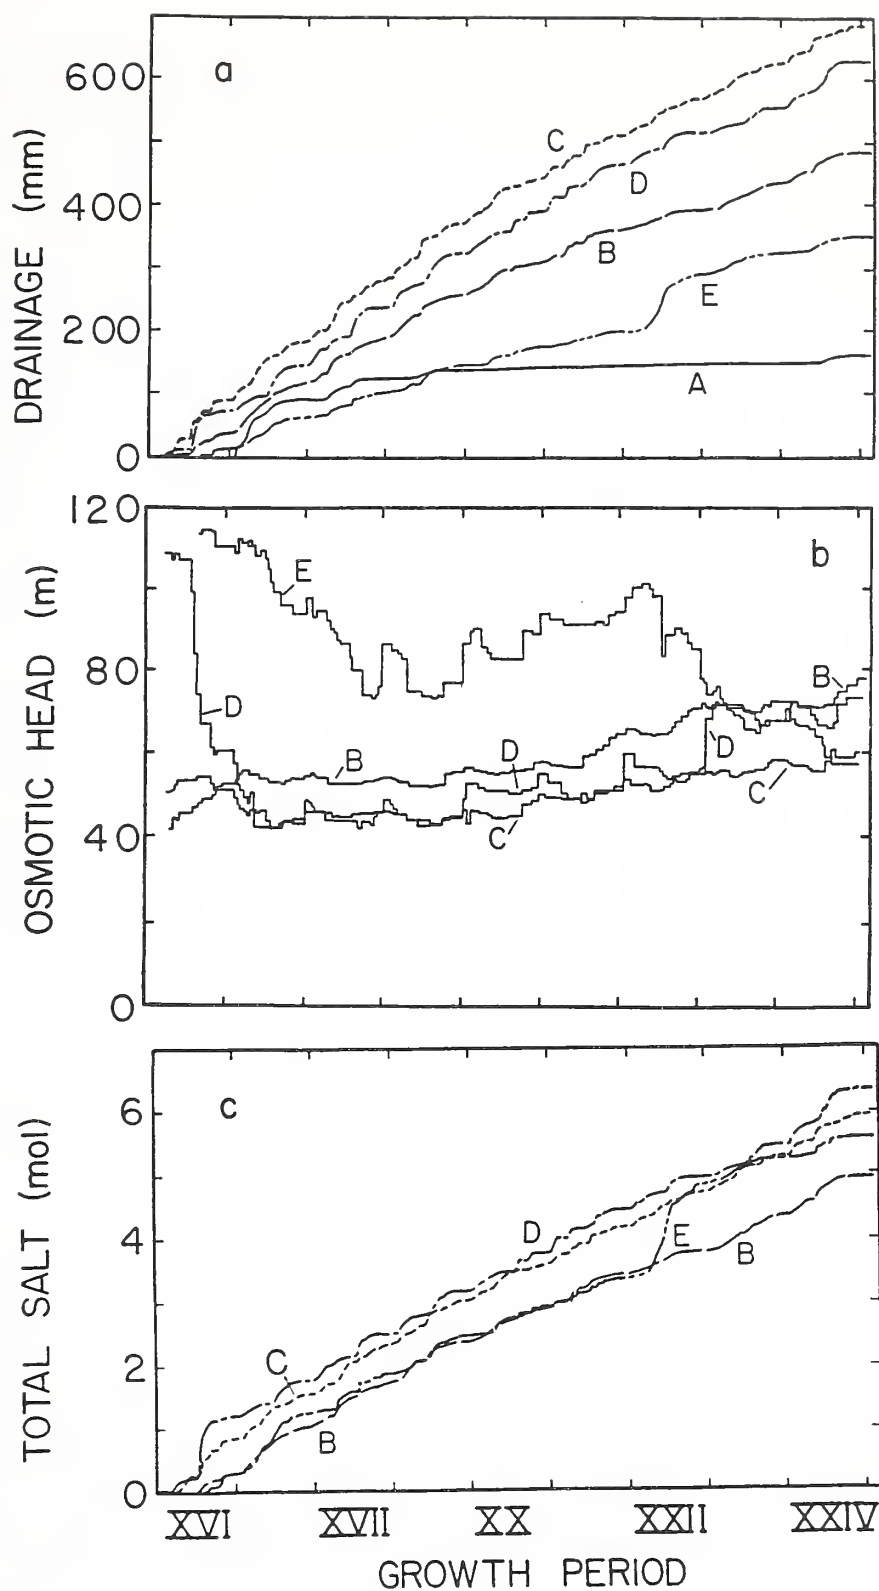 a
600
400
200
0
DRAINAGE (mm)
C
D
B
E
A
b
120
80
40
0
OSMOTIC HEAD (m)
E
D
B
D
C
D
B
C
c
6
4
2
0
TOTAL SALT (mol)
D
E
B
C
B
XVI XVII XX XXII XXIV
GROWTH PERIOD